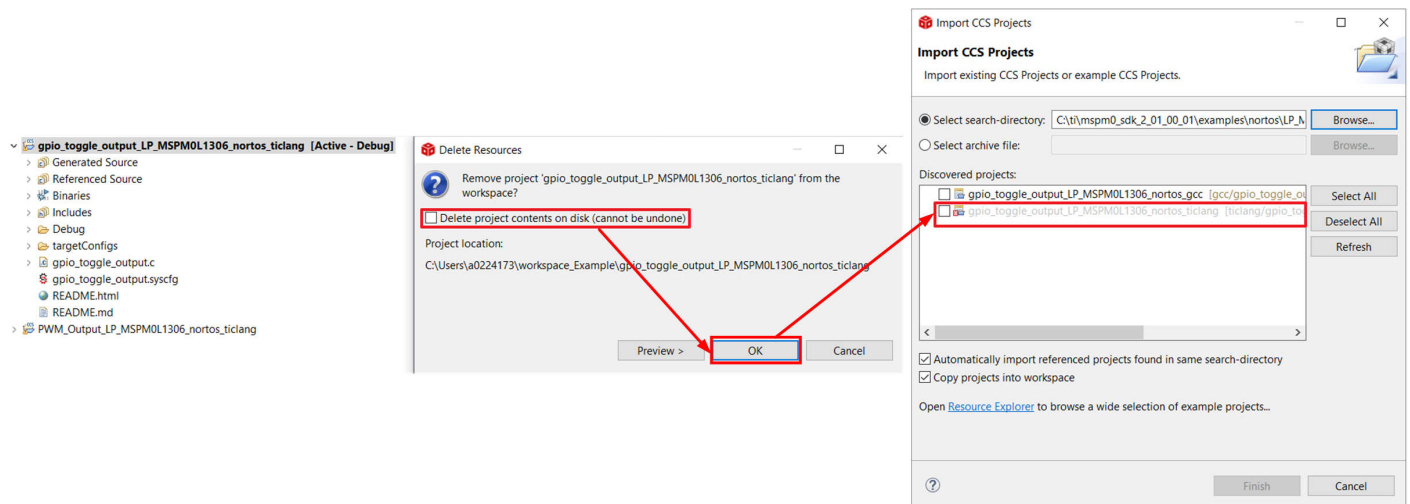 gpio_toggle_output_LP_MSPM0L1306_nortos_ticlang [Active - Debug]
Generated Source
Referenced Source
Binaries
Includes
Debug
targetConfigs
gpio_toggle_output.c
gpio_toggle_output.syscfg
README.html
README.md
PWM_Output_LP_MSPM0L1306_nortos_ticlang
Delete Resources
Remove project 'gpio_toggle_output_LP_MSPM0L1306_nortos_ticlang' from the
workspace?
Delete project contents on disk (cannot be undone)
Project location:
C:\Users\a0224173\workspace_Example\gpio_toggle_output_LP_MSPM0L1306_nortos_ticlang
Preview >
OK
Cancel
Import CCS Projects
Import CCS Projects
Import existing CCS Projects or example CCS Projects.
Select search-directory:
C:\ti\mspm0_sdk_2_01_00_01\examples\nortos\LP_M
Browse...
Select archive file:
Browse...
Discovered projects:
gpio_toggle_output_LP_MSPM0L1306_nortos_gcc [gcc/gpio_toggle_ou
gpio_toggle_output_LP_MSPM0L1306_nortos_ticlang [ticlang/gpio_to
Select All
Deselect All
Refresh
Automatically import referenced projects found in same search-directory
Copy projects into workspace
Open Resource Explorer to browse a wide selection of example projects...
Finish
Cancel